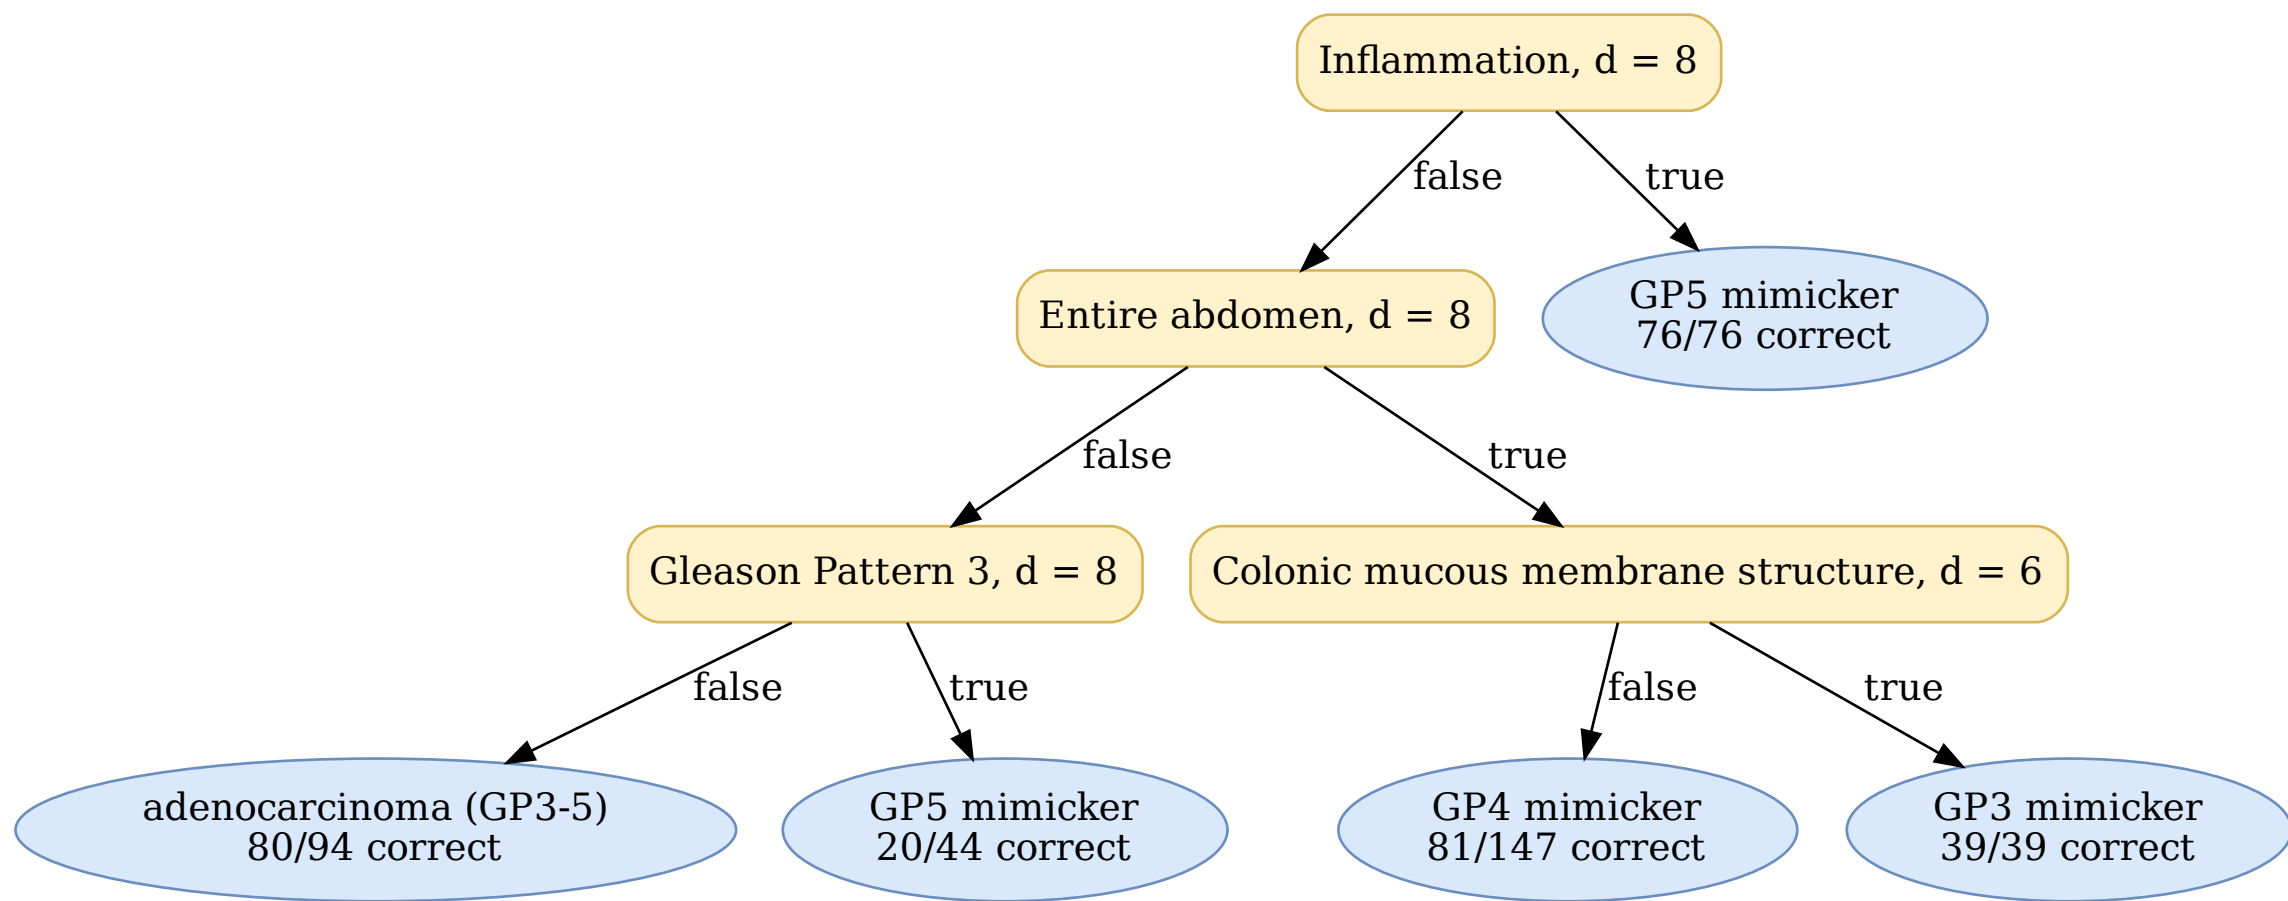 Inflammation, d = 8
false
true
Entire abdomen, d = 8
GP5 mimicker
76/76 correct
false
true
Gleason Pattern 3, d = 8
Colonic mucous membrane structure, d = 6
false
true
false
true
adenocarcinoma (GP3-5)
80/94 correct
GP5 mimicker
20/44 correct
GP4 mimicker
81/147 correct
GP3 mimicker
39/39 correct